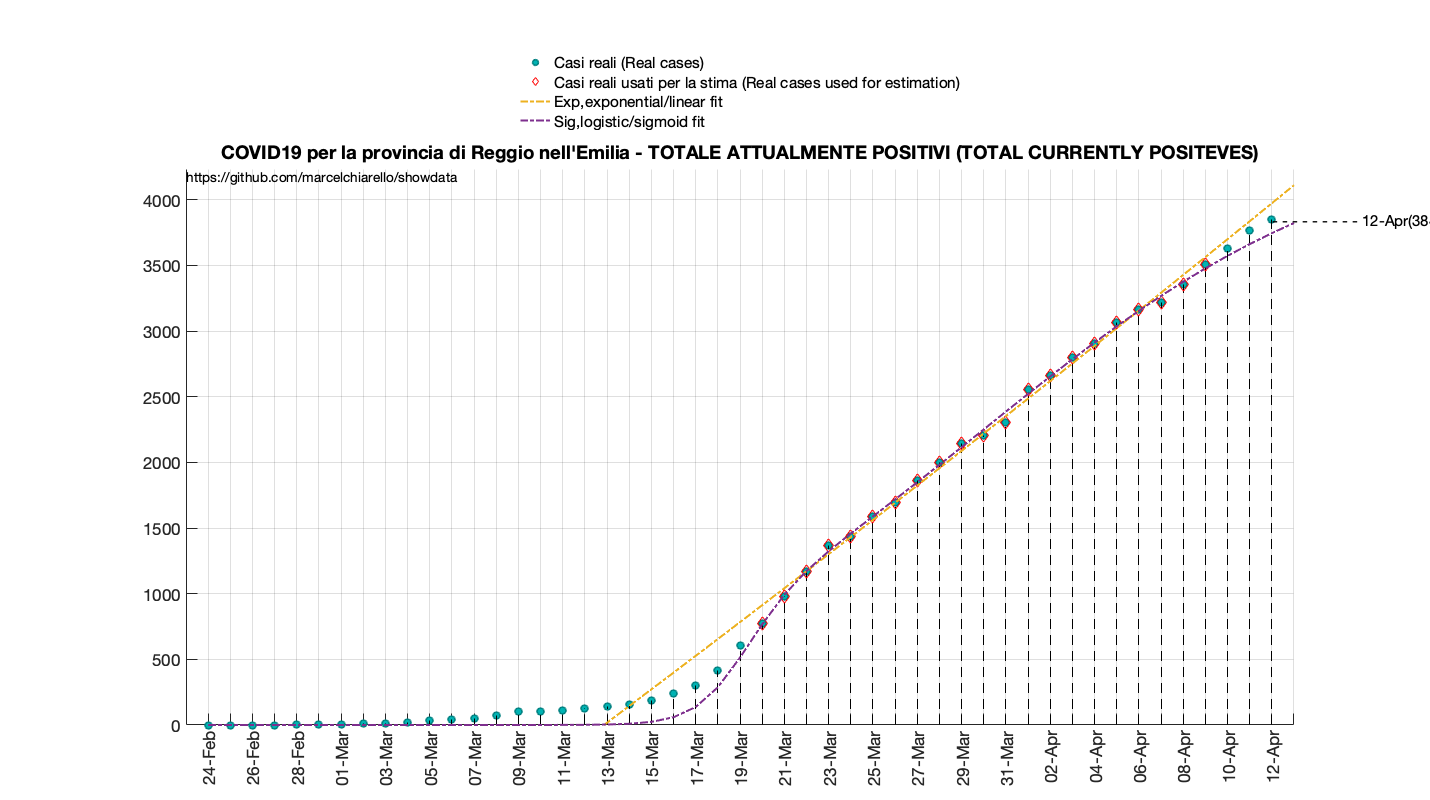 Casi reali (Real cases)
Casi reali usati per la stima (Real cases used for estimation)
Exp,exponential/linear fit
Sig,logistic/sigmoid fit
COVID19 per la provincia di Reggio nell'Emilia - TOTALE ATTUALMENTE POSITIVI (TOTAL CURRENTLY POSITEVES)
https://github.com/marcelchiarello/showdata
4000
12-Apr(38
3500
3000
2500
2000
1500
1000
500
0
24-Feb
26-Feb
28-Feb
01-Mar
03-Mar
05-Mar
07-Mar
09-Mar
11-Mar
13-Mar
15-Mar
17-Mar
19-Mar
21-Mar
23-Mar
25-Mar
27-Mar
29-Mar
31-Mar
02-Apr
04-Apr
06-Apr
08-Apr
10-Apr
12-Apr